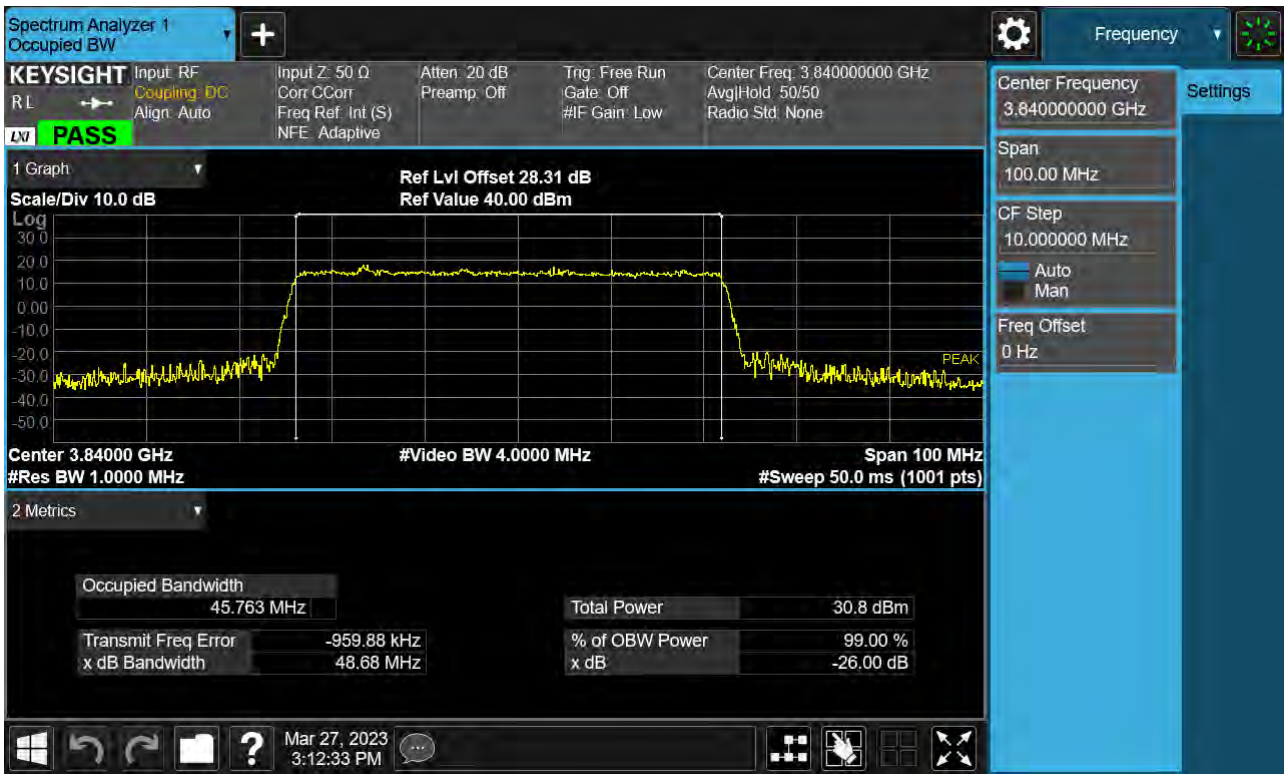 Spectrum Analyzer 1
Occupied BW
+
Frequency
KEYSIGHT
R L
LXI
PASS
Input: RF
Coupling: DC
Align: Auto
Input Z: 50 Ω
Corr CCorr
Freq Ref: Int (S)
NFE: Adaptive
Atten: 20 dB
Preamp: Off
Trig: Free Run
Gate: Off
#IF Gain: Low
Center Freq: 3.840000000 GHz
Avg|Hold: 50/50
Radio Std: None
Center Frequency
3.840000000 GHz
Settings
Span
100.00 MHz
CF Step
10.000000 MHz
Auto
Man
Freq Offset
0 Hz
1 Graph
Scale/Div 10.0 dB
Ref Lvl Offset 28.31 dB
Ref Value 40.00 dBm
Log
30.0
20.0
10.0
0.00
-10.0
-20.0
-30.0
-40.0
-50.0
PEAK
Center 3.84000 GHz
#Video BW 4.0000 MHz
Span 100 MHz
#Res BW 1.0000 MHz
#Sweep 50.0 ms (1001 pts)
2 Metrics
Occupied Bandwidth
45.763 MHz
Total Power 30.8 dBm
Transmit Freq Error -959.88 kHz
% of OBW Power 99.00 %
x dB Bandwidth 48.68 MHz
x dB -26.00 dB
?
Mar 27, 2023
3:12:33 PM